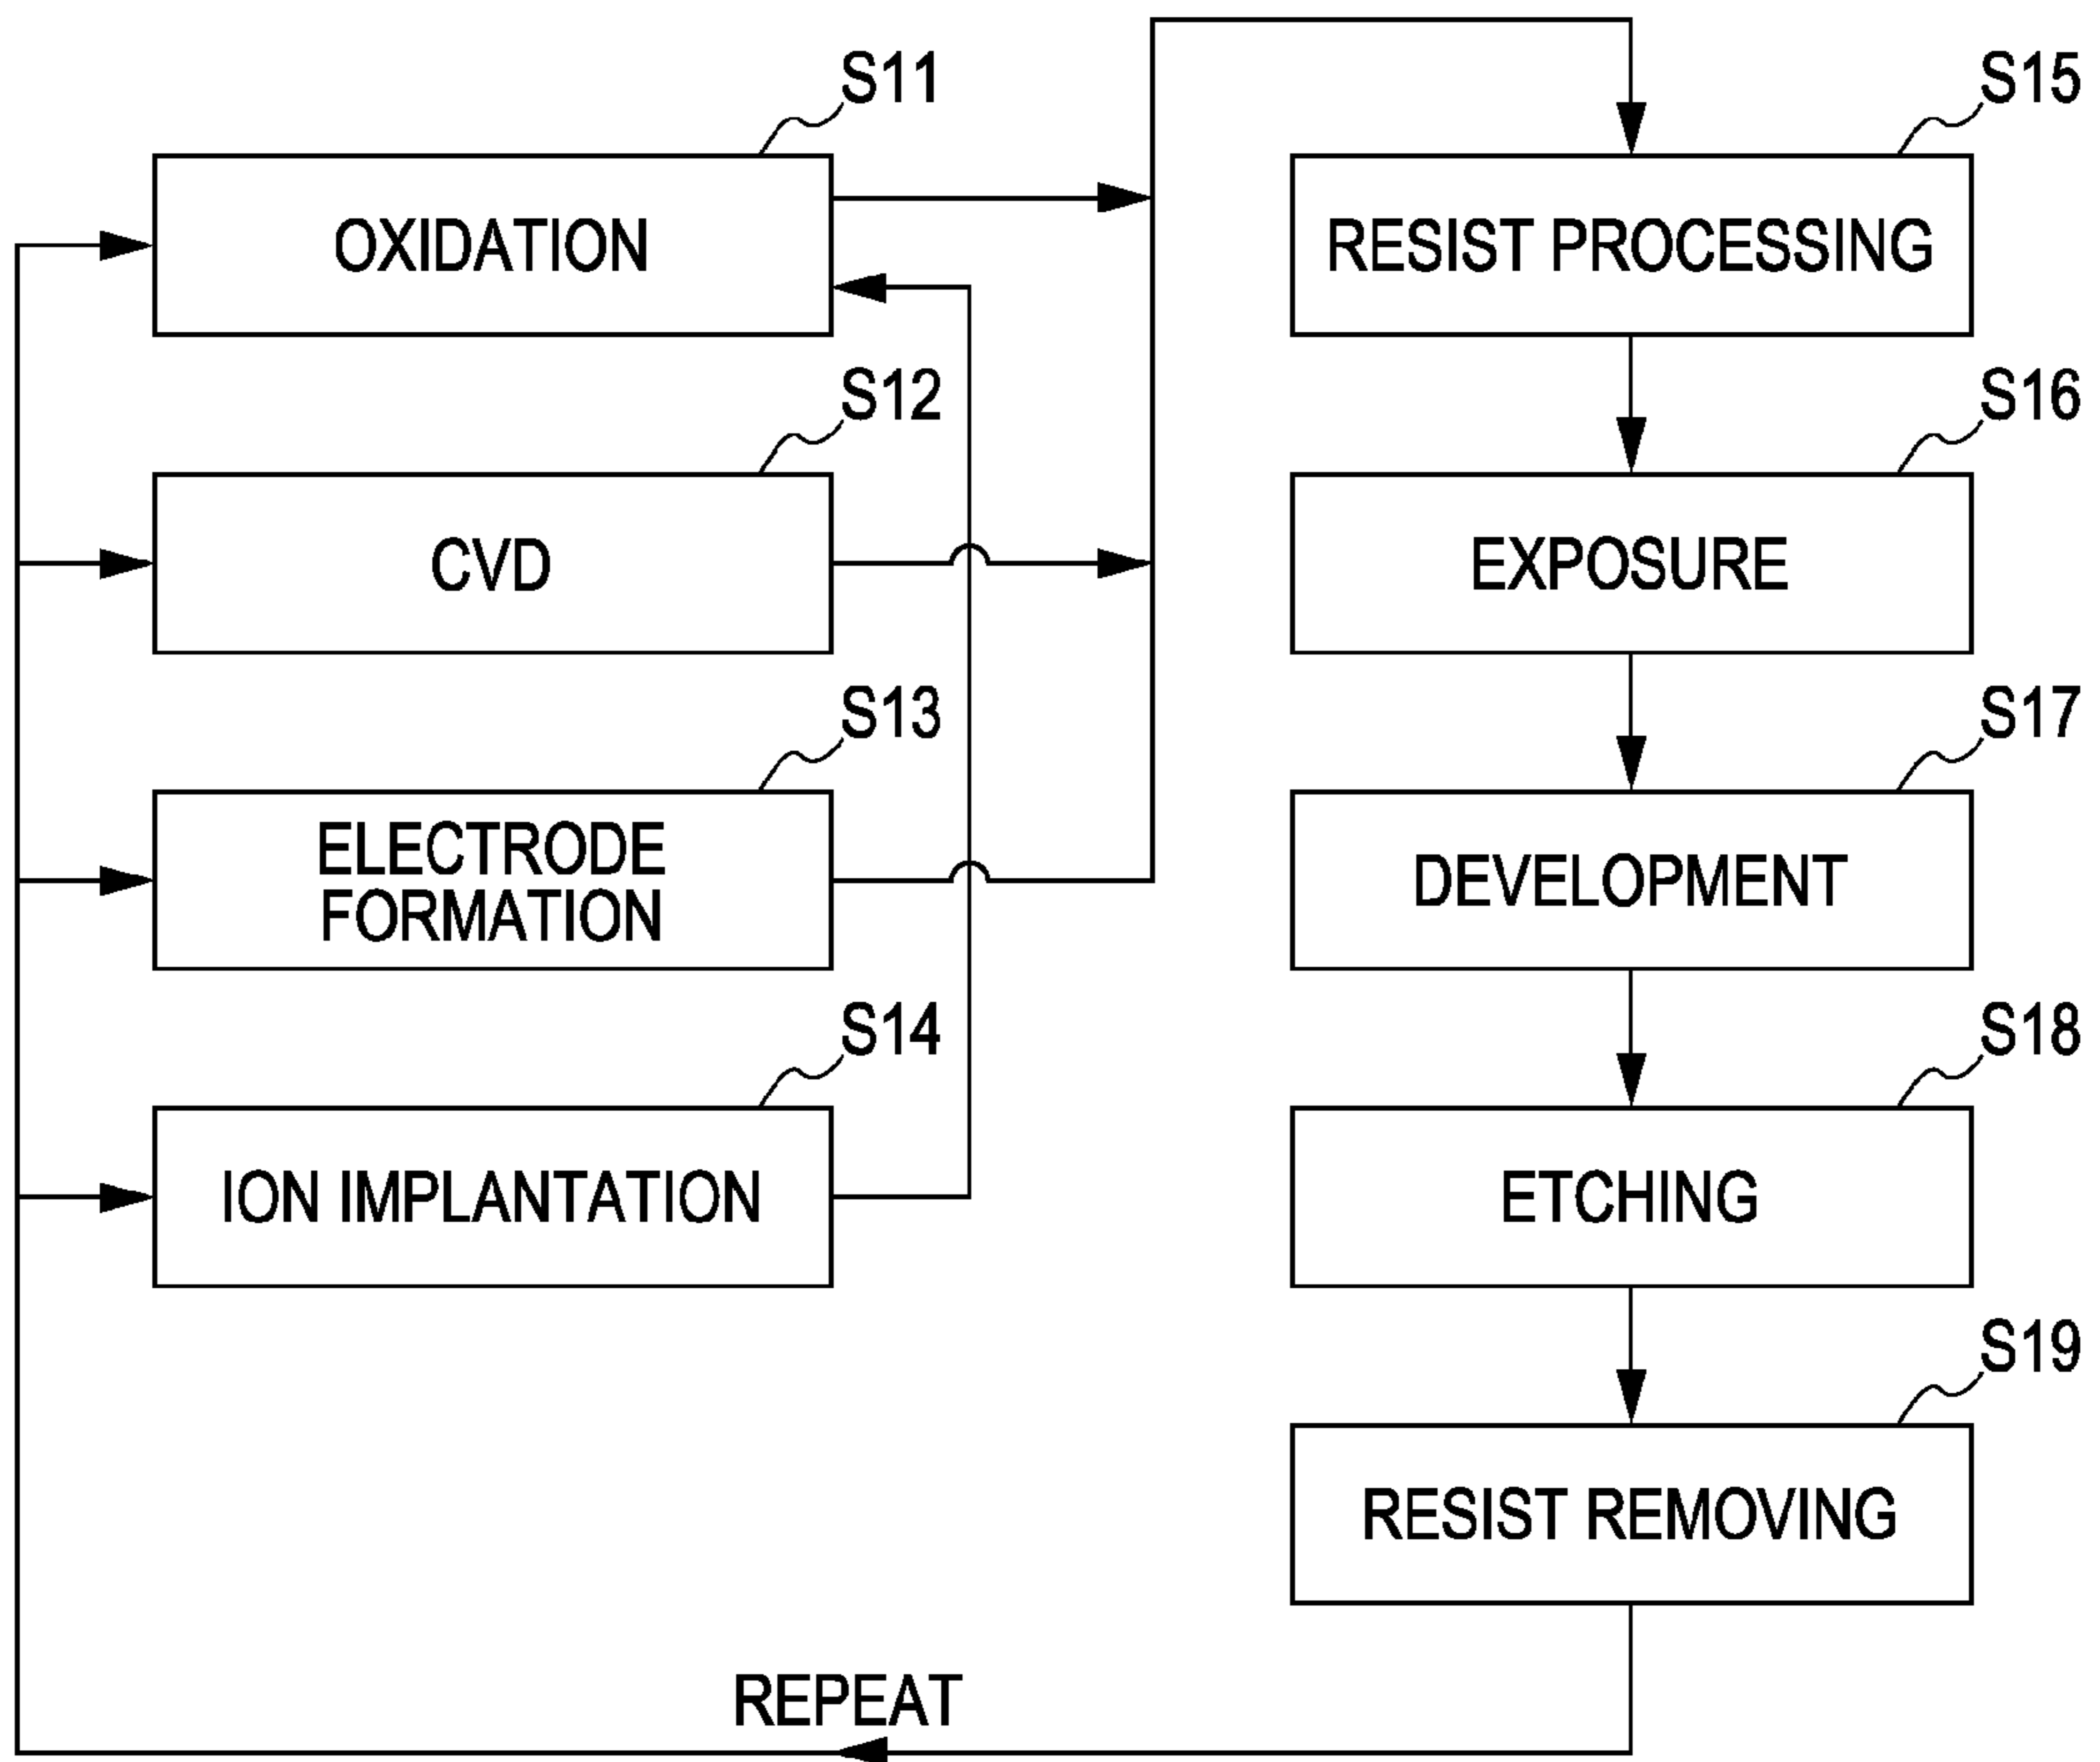 S11
OXIDATION
S12
CVD
S13
ELECTRODE
FORMATION
S14
ION IMPLANTATION
S15
RESIST PROCESSING
S16
EXPOSURE
S17
DEVELOPMENT
S18
ETCHING
S19
RESIST REMOVING
REPEAT